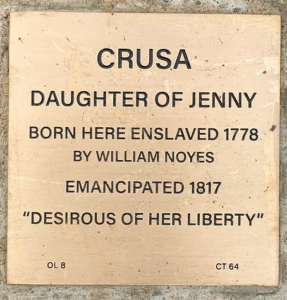 CRUSA
DAUGHTER OF JENNY
BORN HERE ENSLAVED 1778
BY WILLIAM NOYES
EMANCIPATED 1817
"DESIROUS OF HER LIBERTY"
OL 8 CT 64